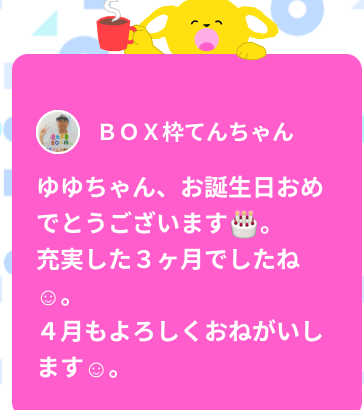 BOX枠てんちゃん
ゆゆちゃん、お誕生日おめ
でとうございます🎂。
充実した３ヶ月でしたね
☺。
４月もよろしくおねがいし
ます☺。